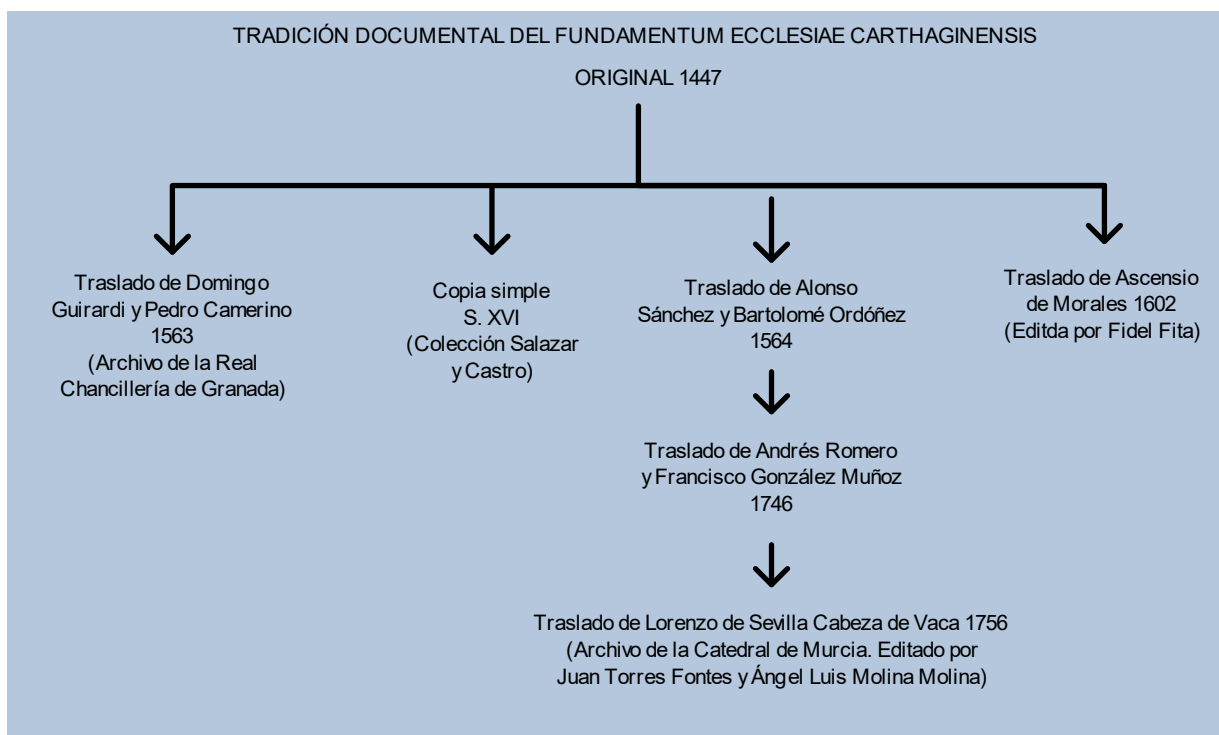 TRADICIÓN DOCUMENTAL DEL FUNDAMENTUM ECCLESIAE CARTHAGINENSIS
ORIGINAL 1447
Traslado de Domingo
Guirardi y Pedro Camerino
1563
(Archivo de la Real
Chancillería de Granada)
Copia simple
S. XVI
(Colección Salazar
y Castro)
Traslado de Alonso
Sánchez y Bartolomé Ordóñez
1564
Traslado de Ascensio
de Morales 1602
(Editda por Fidel Fita)
Traslado de Andrés Romero
y Francisco González Muñoz
1746
Traslado de Lorenzo de Sevilla Cabeza de Vaca 1756
(Archivo de la Catedral de Murcia. Editado por
Juan Torres Fontes y Ángel Luis Molina Molina)